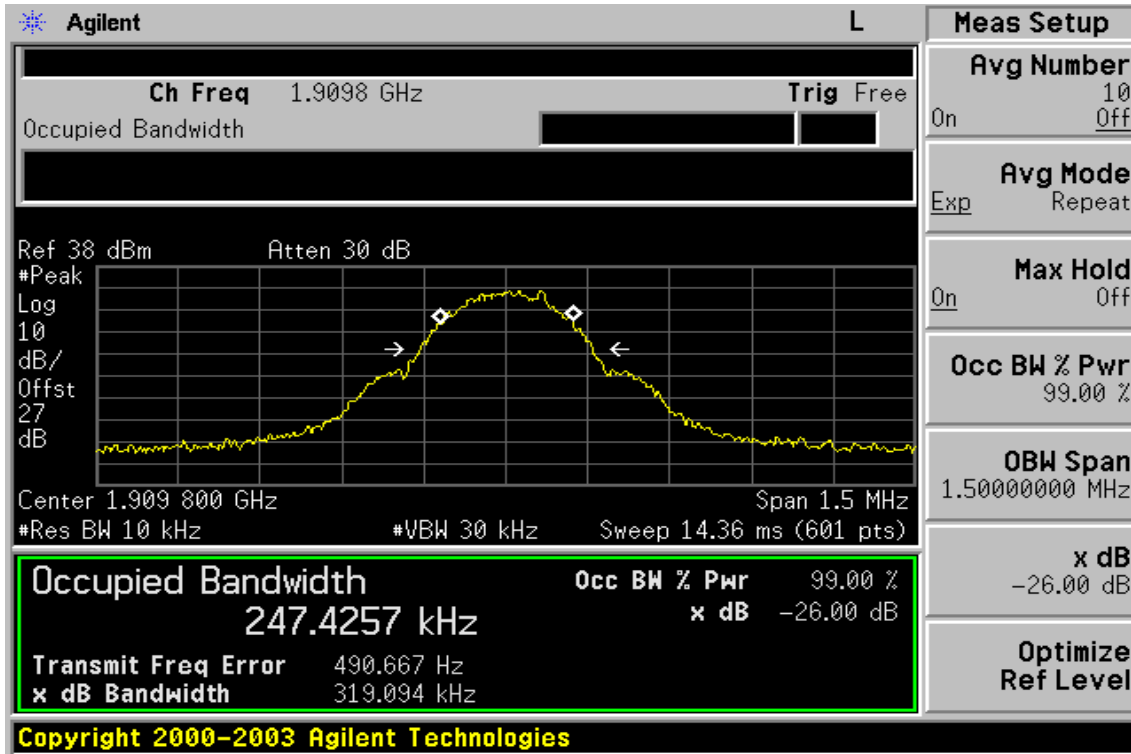 Agilent L
Ch Freq 1.9098 GHz Trig Free
Occupied Bandwidth
Ref 38 dBm Atten 30 dB
#Peak
Log
10
dB/
Offst
27
dB
Center 1.909 800 GHz Span 1.5 MHz
#Res BW 10 kHz #VBW 30 kHz Sweep 14.36 ms (601 pts)
Occupied Bandwidth Occ BW % Pwr 99.00 %
247.4257 kHz x dB -26.00 dB
Transmit Freq Error 490.667 Hz
x dB Bandwidth 319.094 kHz
Copyright 2000-2003 Agilent Technologies
Meas Setup
Avg Number
10
On Off
Avg Mode
Exp Repeat
Max Hold
On Off
Occ BW % Pwr
99.00 %
OBW Span
1.50000000 MHz
x dB
-26.00 dB
Optimize
Ref Level